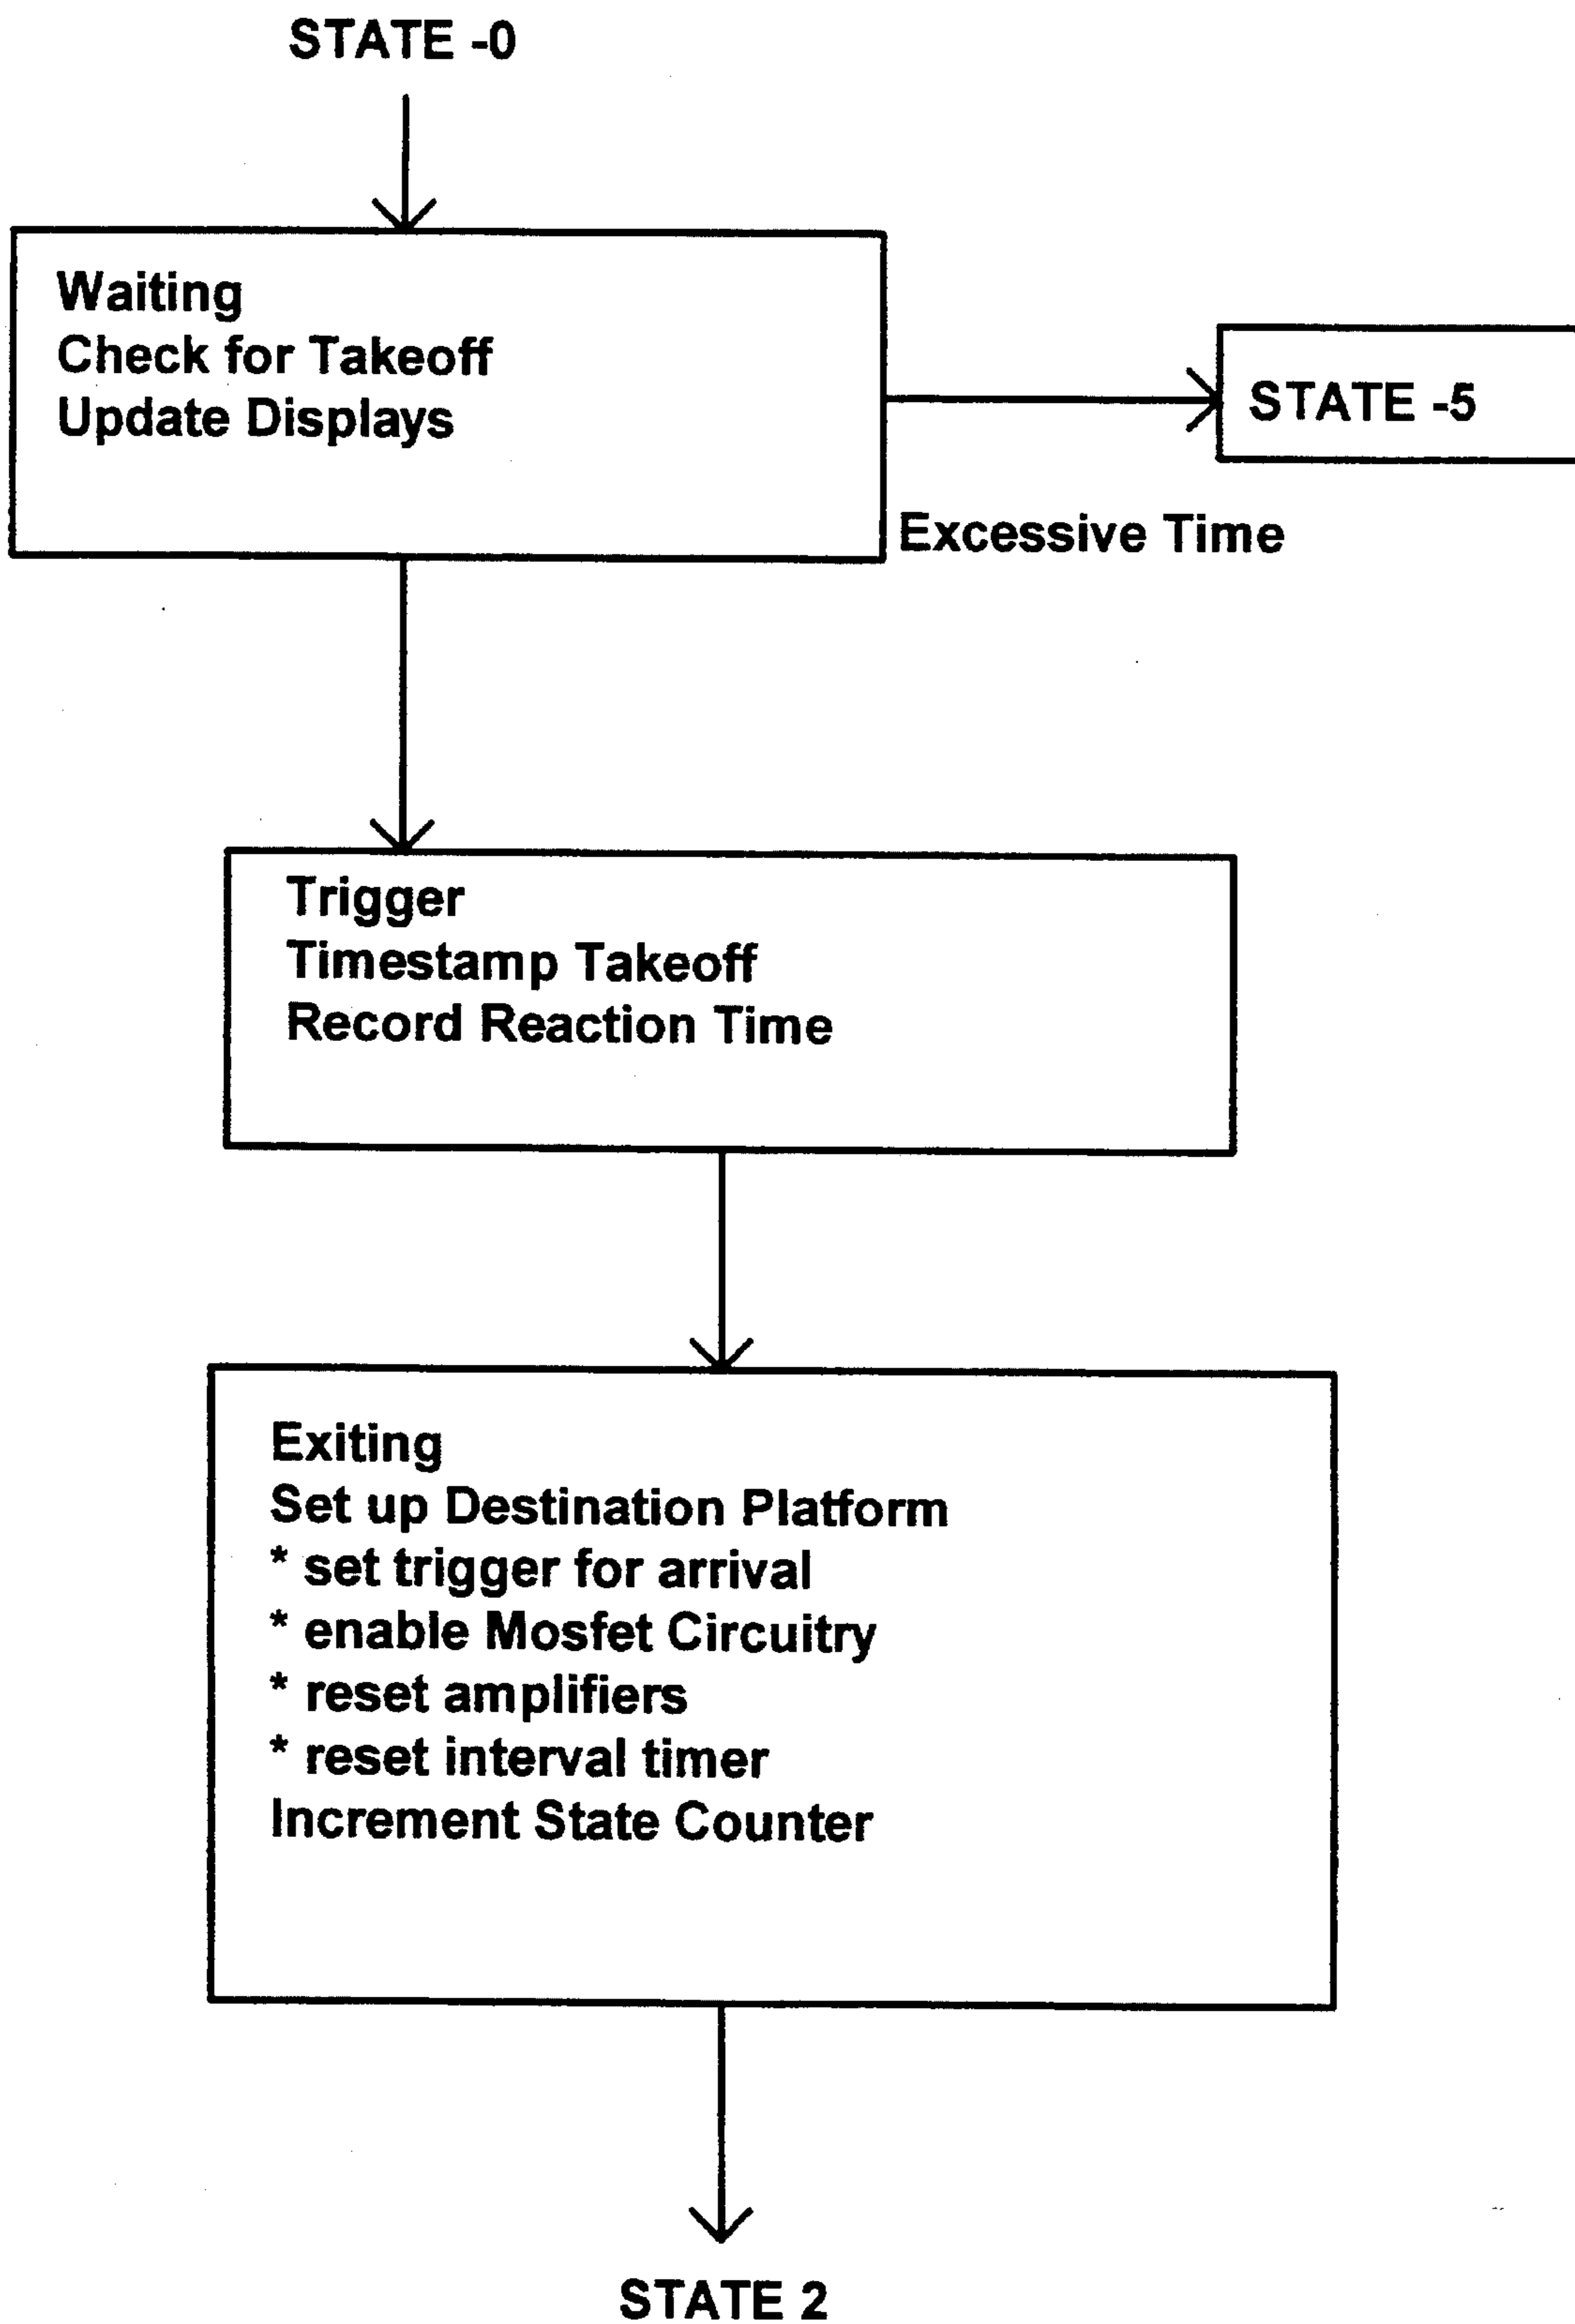 STATE -0
Waiting
Check for Takeoff
Update Displays
STATE -5
Excessive Time
Trigger
Timestamp Takeoff
Record Reaction Time
Exiting
Set up Destination Platform
* set trigger for arrival
* enable Mosfet Circuitry
* reset amplifiers
* reset interval timer
Increment State Counter
STATE 2